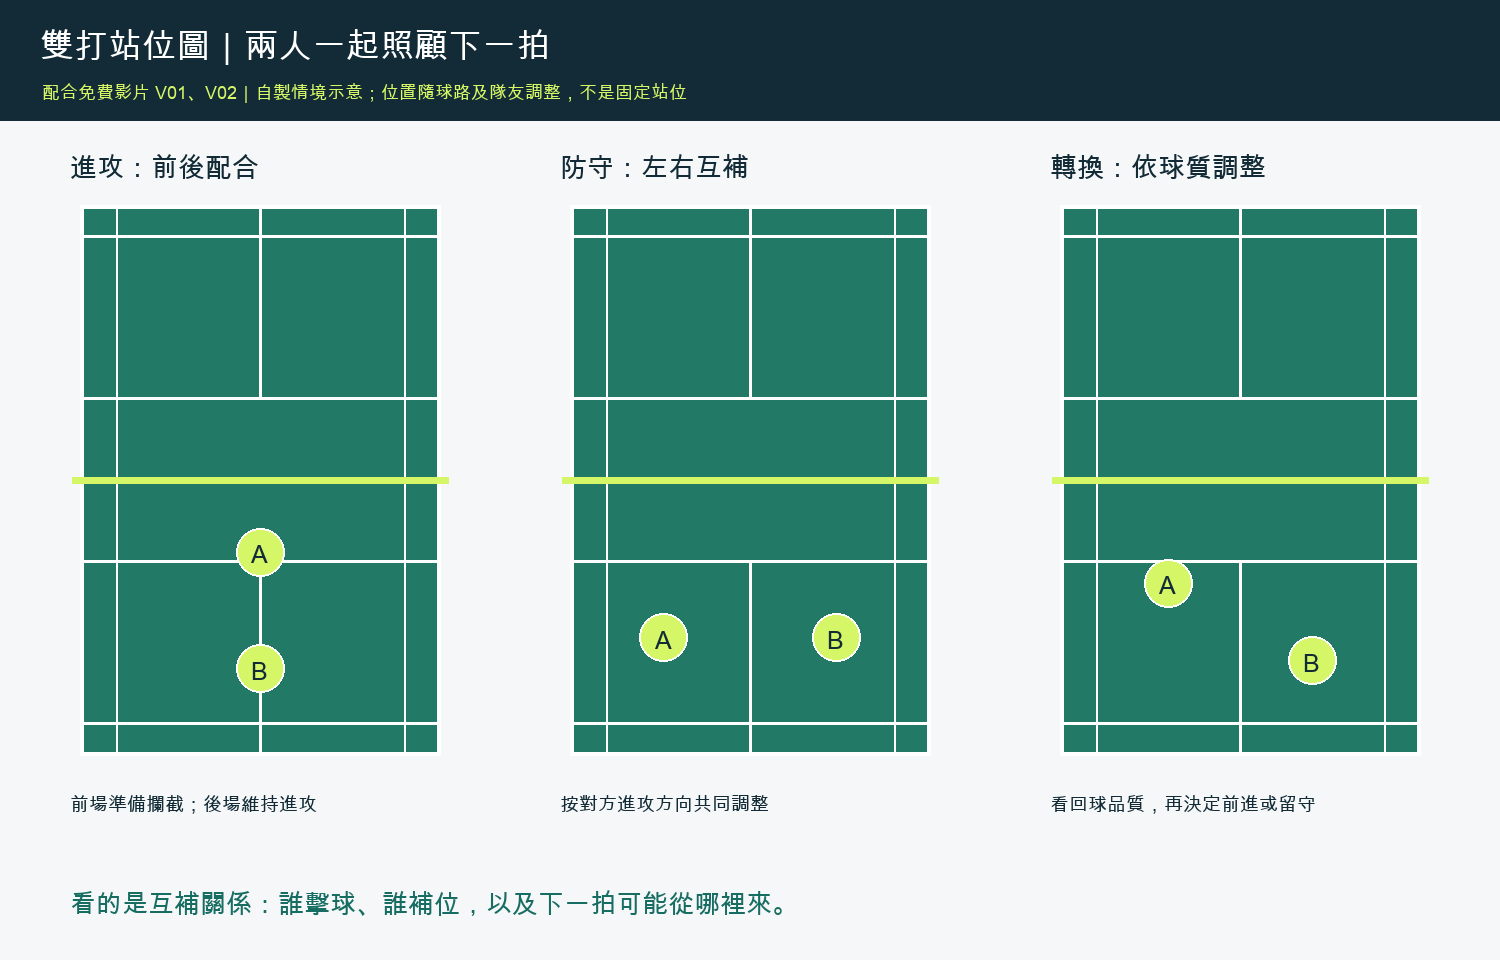 雙打站位圖｜兩人一起照顧下一拍
配合免費影片 V01、V02｜自製情境示意；位置隨球路及隊友調整，不是固定站位
進攻：前後配合
防守：左右互補
轉換：依球質調整
A
B
A
B
A
B
前場準備攔截；後場維持進攻
按對方進攻方向共同調整
看回球品質，再決定前進或留守
看的是互補關係：誰擊球、誰補位，以及下一拍可能從哪裡來。